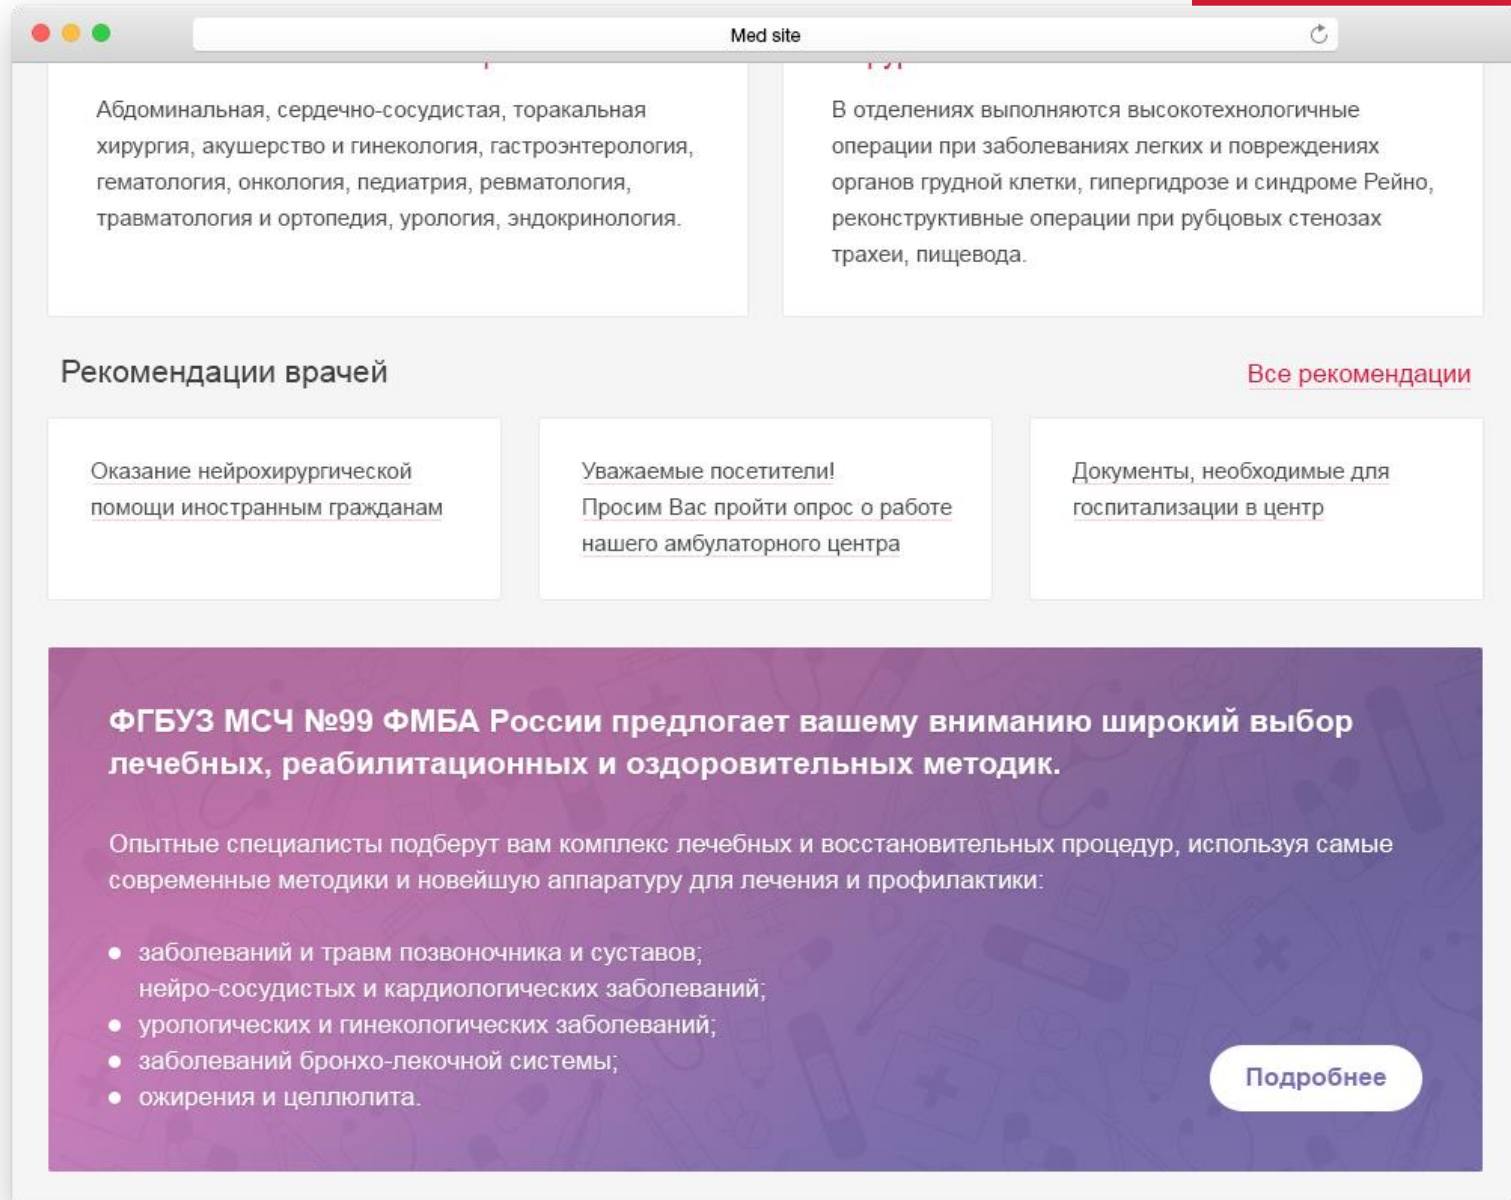 Med site
Абдоминальная, сердечно-сосудистая, торакальная
хирургия, акушерство и гинекология, гастроэнтерология,
гематология, онкология, педиатрия, ревматология,
травматология и ортопедия, урология, эндокринология.
В отделениях выполняются высокотехнологичные
операции при заболеваниях легких и повреждениях
органов грудной клетки, гипергидрозе и синдроме Рейно,
реконструктивные операции при рубцовых стенозах
трахеи, пищевода.
Рекомендации врачей
Все рекомендации
Оказание нейрохирургической
помощи иностранным гражданам
Уважаемые посетители!
Просим Вас пройти опрос о работе
нашего амбулаторного центра
Документы, необходимые для
госпитализации в центр
ФГБУЗ МСЧ №99 ФМБА России предлогает вашему вниманию широкий выбор
лечебных, реабилитационных и оздоровительных методик.
Опытные специалисты подберут вам комплекс лечебных и восстановительных процедур, используя самые
современные методики и новейшую аппаратуру для лечения и профилактики:
● заболеваний и травм позвоночника и суставов;
нейро-сосудистых и кардиологических заболеваний;
● урологических и гинекологических заболеваний;
● заболеваний бронхо-лекочной системы;
● ожирения и целлюлита.
Подробнее